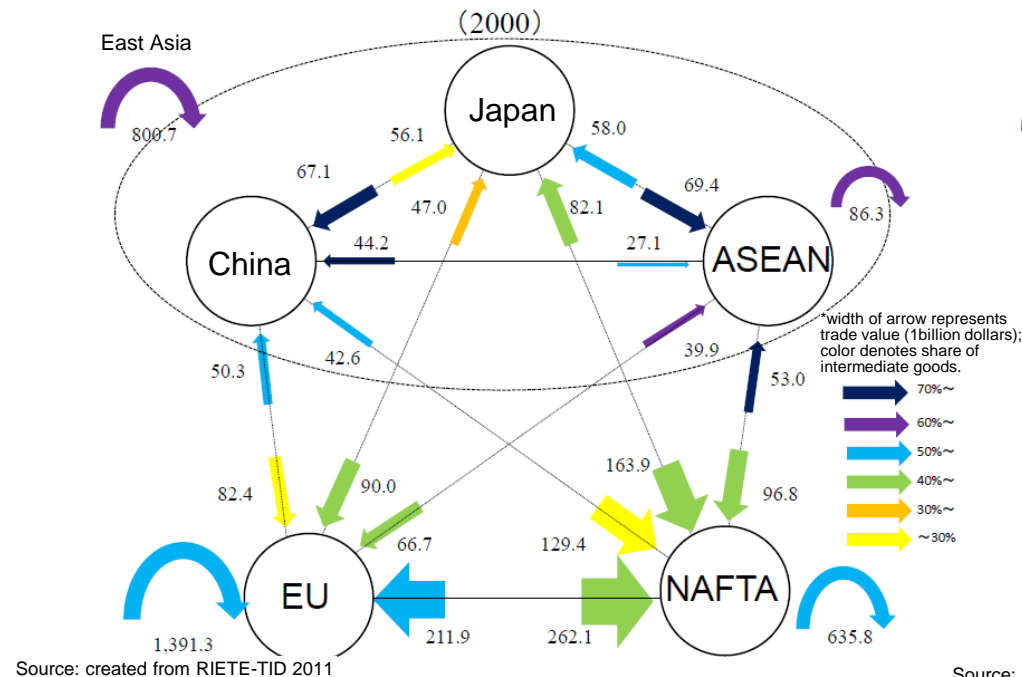 (2000)
East Asia
Japan
800.7
56.1
58.0
67.1
69.4
47.0
82.1
86.3
44.2
27.1
China
ASEAN
*width of arrow represents
trade value (1billion dollars);
color denotes share of
intermediate goods.
50.3
42.6
39.9
53.0
70%~
60%~
50%~
40%~
30%~
~30%
163.9
82.4
90.0
96.8
66.7
129.4
EU
NAFTA
1,391.3
211.9
262.1
635.8
Source: created from RIETE-TID 2011
Source: